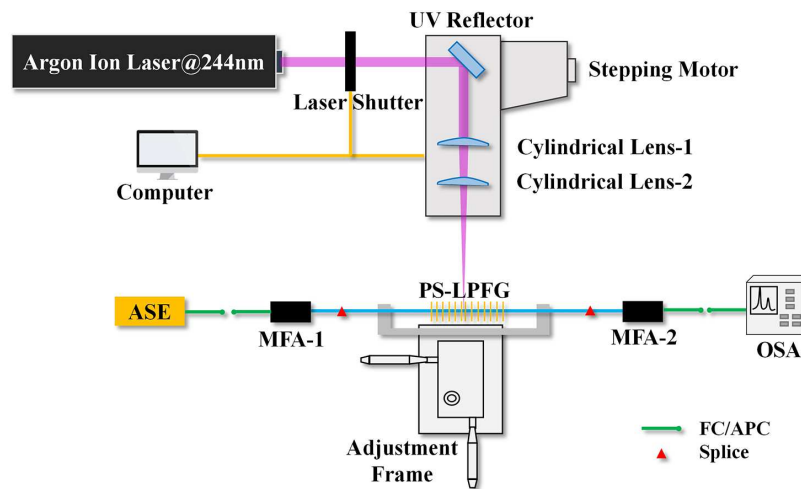 UV Reflector
Argon Ion Laser@244nm
Stepping Motor
Laser Shutter
Cylindrical Lens-1
Cylindrical Lens-2
Computer
PS-LPFG
ASE
MFA-1
MFA-2
OSA
Adjustment
Frame
FC/APC
Splice